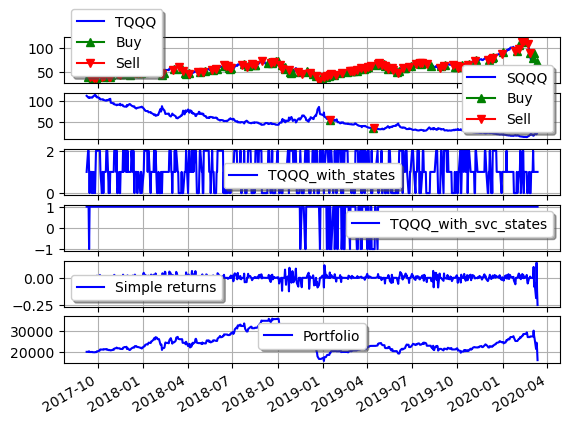 TQQQ
Buy
Sell
100
50
SQQQ
Buy
Sell
100
50
2
0
TQQQ_with_states
1
0
−1
TQQQ_with_svc_states
0.00
−0.25
Simple returns
30000
20000
Portfolio
2017-10
2018-01
2018-04
2018-07
2018-10
2019-01
2019-04
2019-07
2019-10
2020-01
2020-04